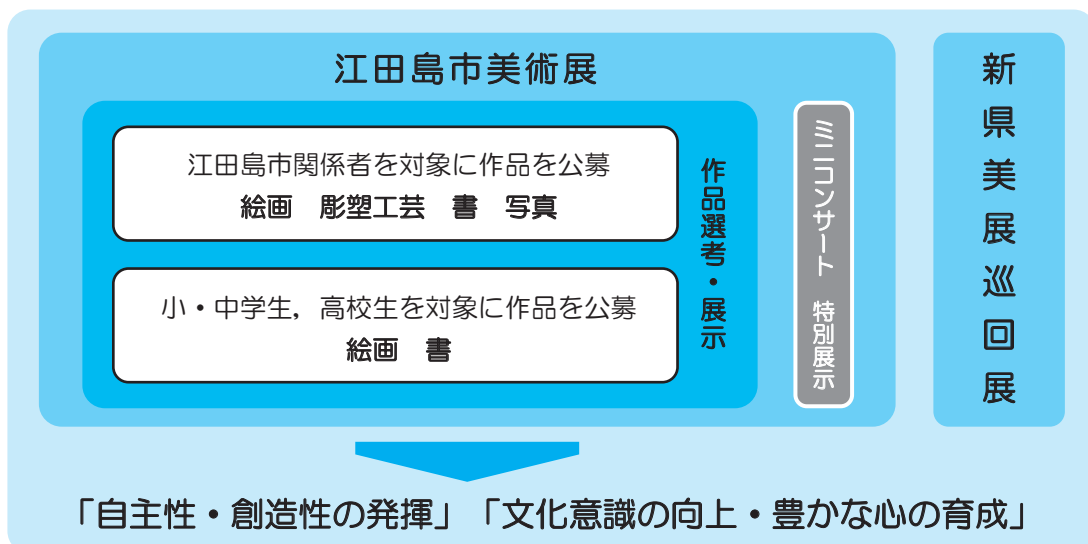 江田島市美術展
江田島市関係者を対象に作品を公募
絵画　彫塑工芸　書　写真
小・中学生，高校生を対象に作品を公募
絵画　書
作品選考・展示
ミニコンサート　特別展示
新県美展巡回展
「自主性・創造性の発揮」「文化意識の向上・豊かな心の育成」